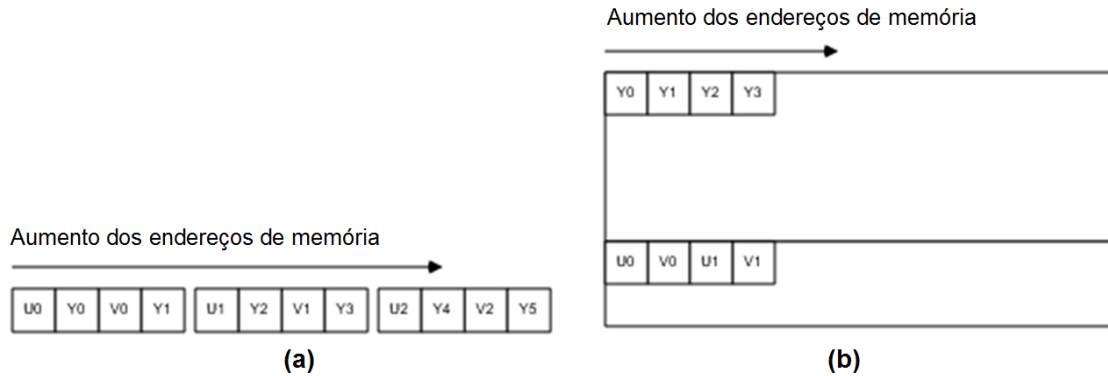 Aumento dos endereços de memória
Y0 Y1 Y2 Y3
U0 V0 U1 V1
(b)
Aumento dos endereços de memória
U0 Y0 V0 Y1 U1 Y2 V1 Y3 U2 Y4 V2 Y5
(a)